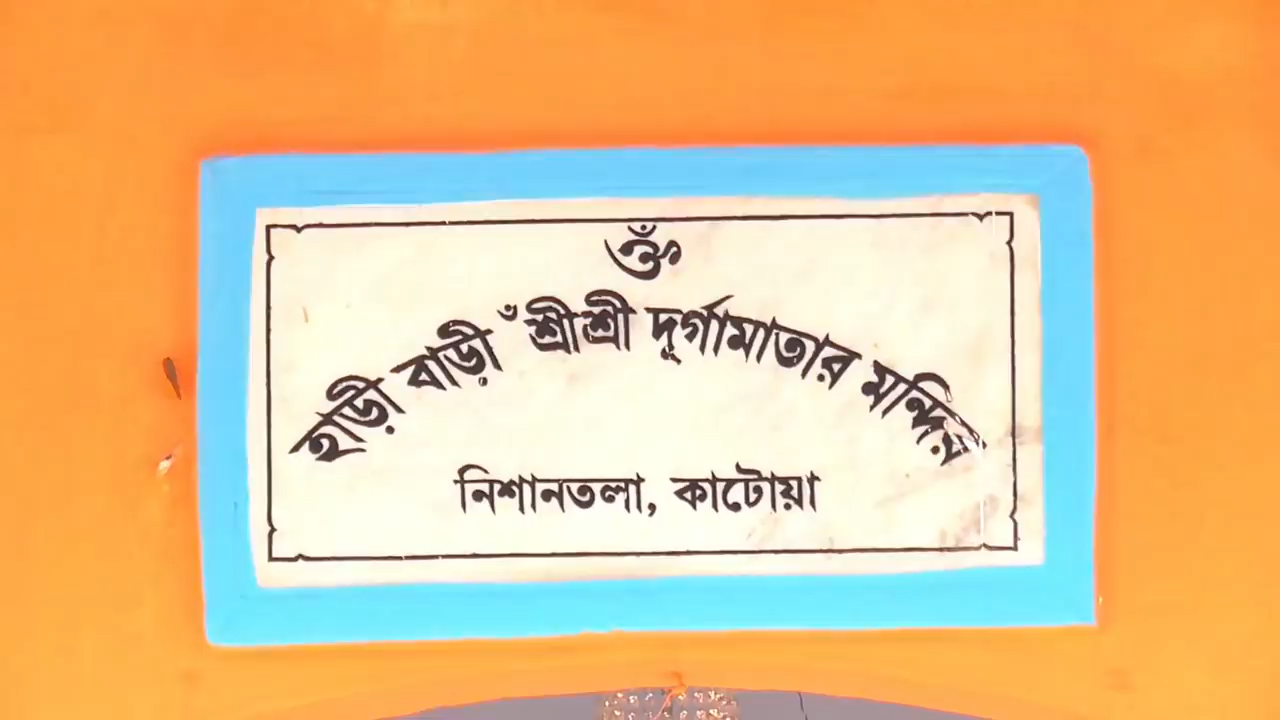 ওঁ
হাড়ী বাড়ী ঁশ্রীশ্রী দূর্গামাতার মন্দির
নিশানতলা, কাটোয়া